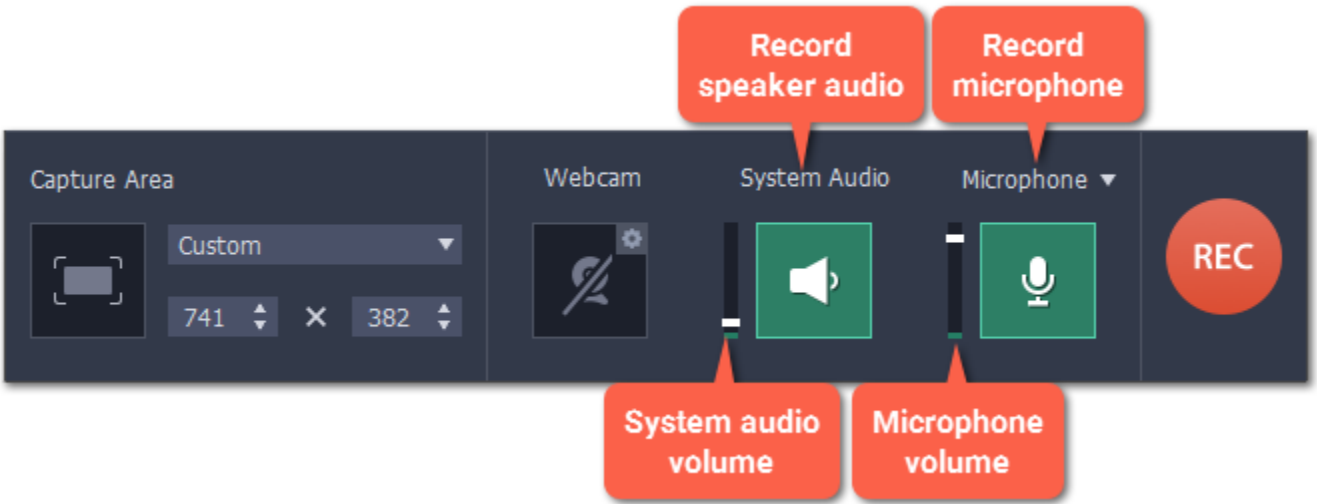 Record
speaker audio
Record
microphone
Capture Area
Webcam
System Audio
Microphone
Custom
741 × 382
REC
System audio
volume
Microphone
volume